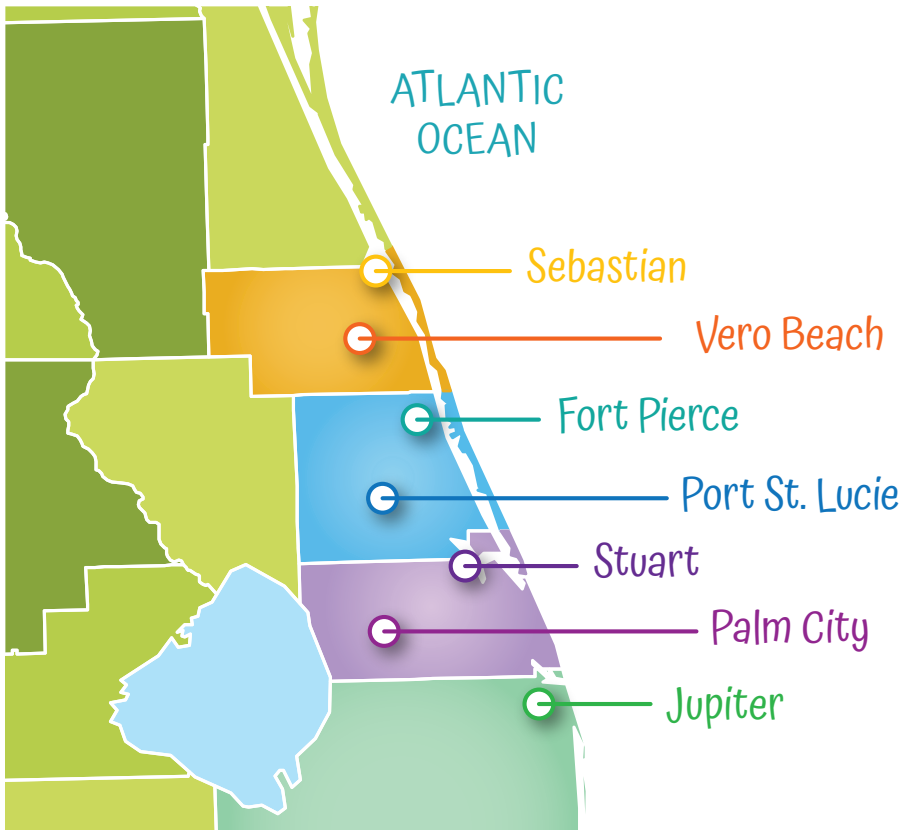 ATLANTIC
OCEAN
Sebastian
Vero Beach
Fort Pierce
Port St. Lucie
Stuart
Palm City
Jupiter